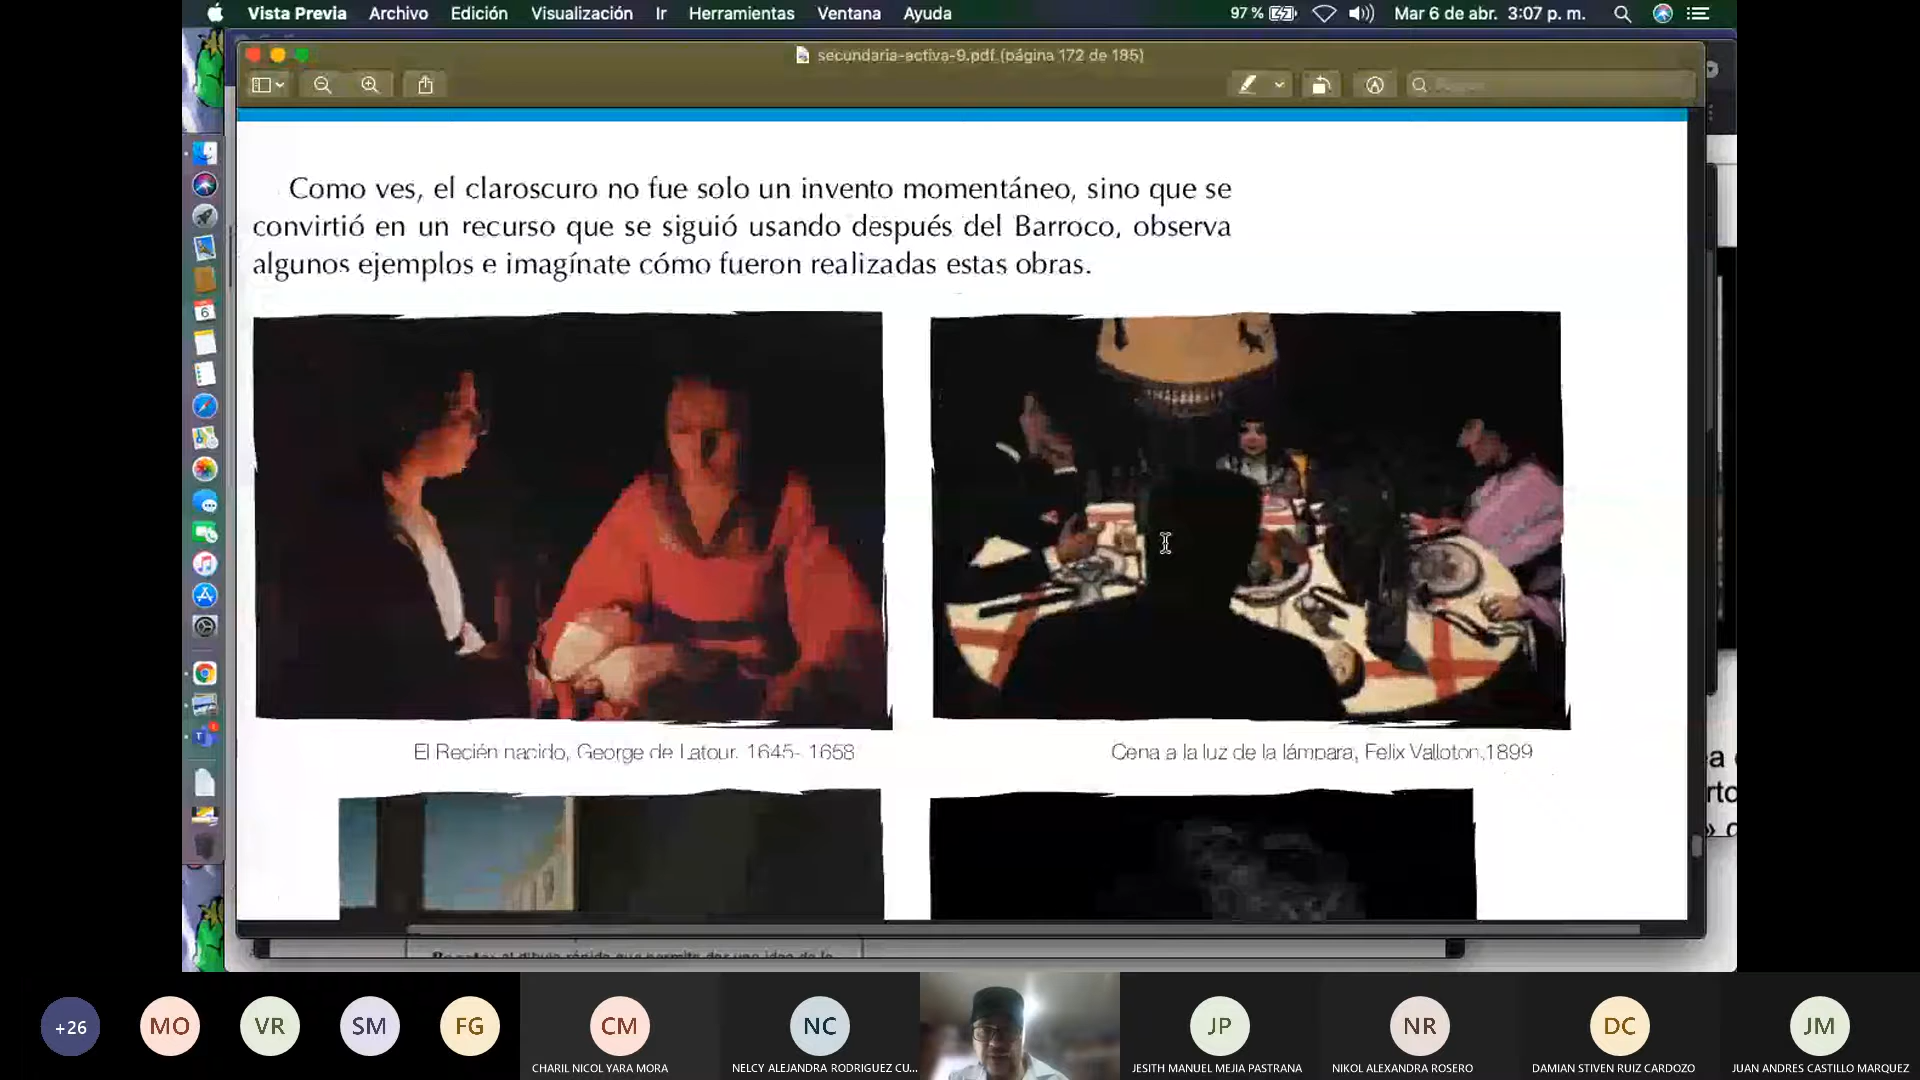 Vista Previa Archivo Edición Visualización Ir Herramientas Ventana Ayuda 97 % Mar 6 de abr. 3:07 p. m.
secundaria-activa-9.pdf (página 172 de 185)
Como ves, el claroscuro no fue solo un invento momentáneo, sino que se
convirtió en un recurso que se siguió usando después del Barroco, observa
algunos ejemplos e imagínate cómo fueron realizadas estas obras.
El Recién nacido, George de Latour. 1645- 1658
Cena a la luz de la lámpara, Felix Valloton,1899
+26 MO VR SM FG CM NC JP NR DC JM
CHARIL NICOL YARA MORA NELCY ALEJANDRA RODRIGUEZ CU... JESITH MANUEL MEJIA PASTRANA NIKOL ALEXANDRA ROSERO DAMIAN STIVEN RUIZ CARDOZO JUAN ANDRES CASTILLO MARQUEZ